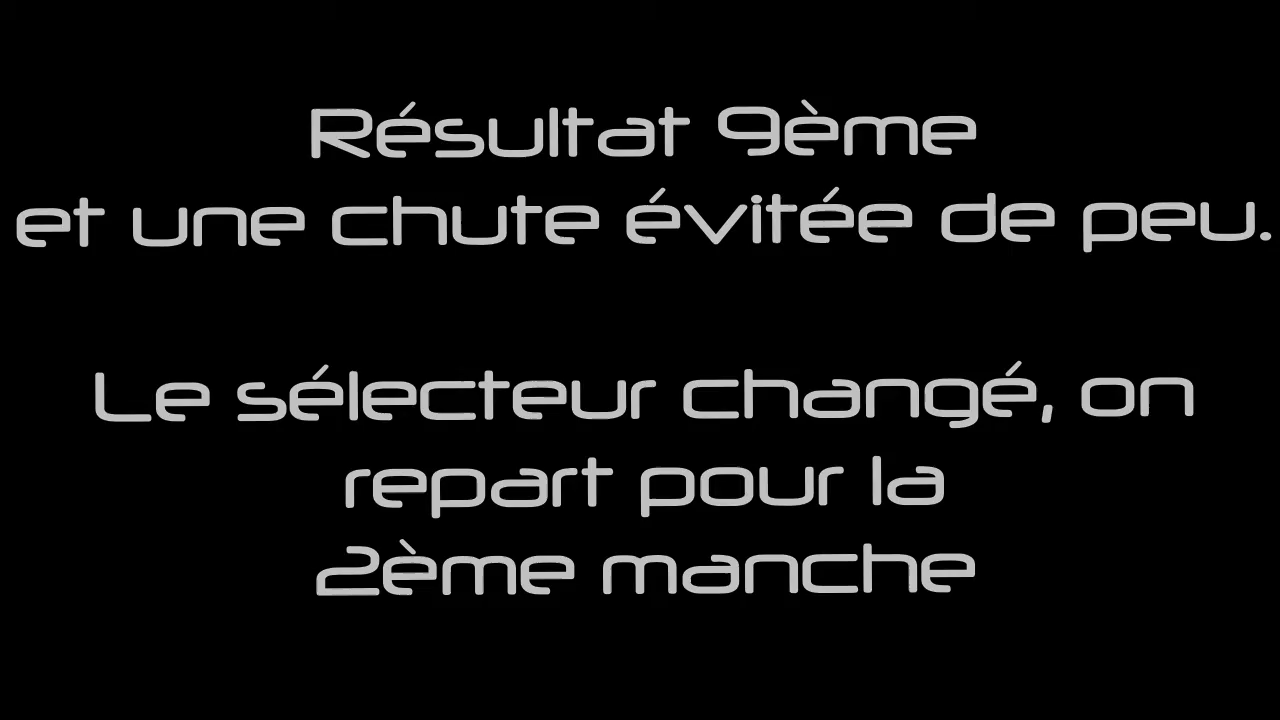 Résultat 9ème
et une chute évitée de peu.
Le sélecteur changé, on
repart pour la
2ème manche